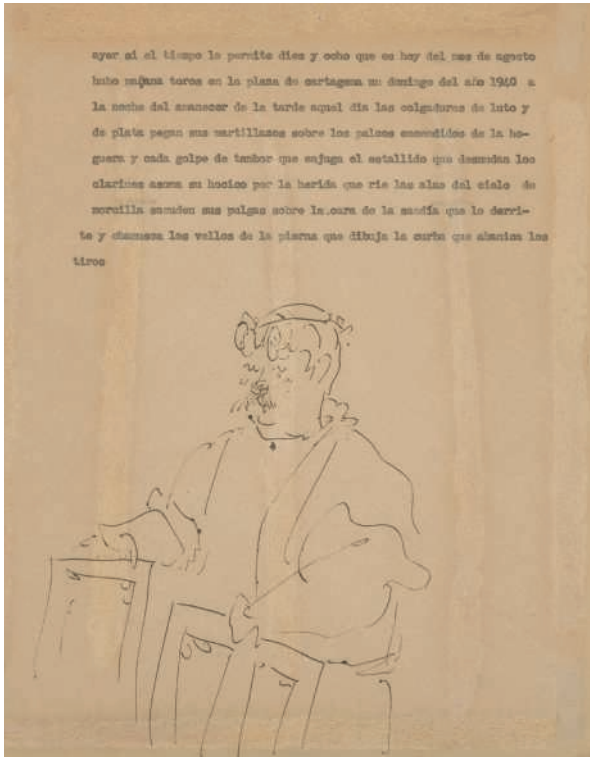 ayer si el tiempo lo permite dies y ocho que es hoy del mes de agosto
hubo mañana toros en la plaza de cartagena un domingo del año 1940 a
la noche del amanecer de la tarde aquel dia las colgaduras de luto y
de plata pegan sus martillazos sobre los palcos encendidos de la ho-
guera y cada golpe de tambor que enjuga el estallido que desnudan los
clarines asoma su hocico por la herida que rie las alas del cielo de
morcilla sacuden sus pulgas sobre la cara de la sandía que lo derri-
te y chamusca los vellos de la pierna que dibuja la curba que abanica los
tiros